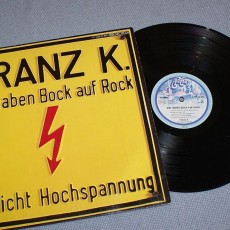 RANZ K.
aben Bock auf Rock
icht Hochspannung